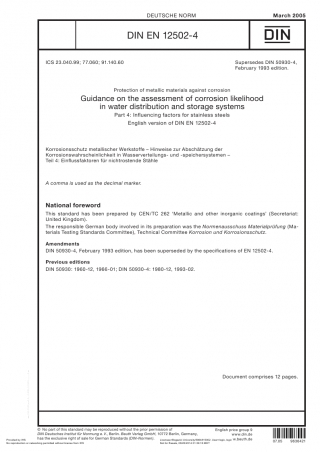 DEUTSCHE NORM
March 2005
DIN EN 12502-4
DIN
ICS 23.040.99; 77.060; 91.140.60
Supersedes DIN 50930-4,
February 1993 edition.
Protection of metallic materials against corrosion
Guidance on the assessment of corrosion likelihood
in water distribution and storage systems
Part 4: Influencing factors for stainless steels
English version of DIN EN 12502-4
Korrosionsschutz metallischer Werkstoffe – Hinweise zur Abschätzung der
Korrosionswahrscheinlichkeit in Wasserverteilungs- und -speichersystemen –
Teil 4: Einflussfaktoren für nichtrostende Stähle
A comma is used as the decimal marker.
National foreword
This standard has been prepared by CEN/TC 262 ‘Metallic and other inorganic coatings’ (Secretariat:
United Kingdom).
The responsible German body involved in its preparation was the Normenausschuss Materialprüfung (Ma-
terials Testing Standards Committee), Technical Committee Korrosion und Korrosionsschutz.
Amendments
DIN 50930-4, February 1993 edition, has been superseded by the specifications of EN 12502-4.
Previous editions
DIN 50930: 1960-12, 1966-01; DIN 50930-4: 1980-12, 1993-02.
Document comprises 12 pages.
© No part of this standard may be reproduced without the prior permission of
DIN Deutsches Institut für Normung e. V., Berlin. Beuth Verlag GmbH, 10772 Berlin, Germany,
has the exclusive right of sale for German Standards (DIN-Normen).
English price group 9
www.din.de
www.beuth.de